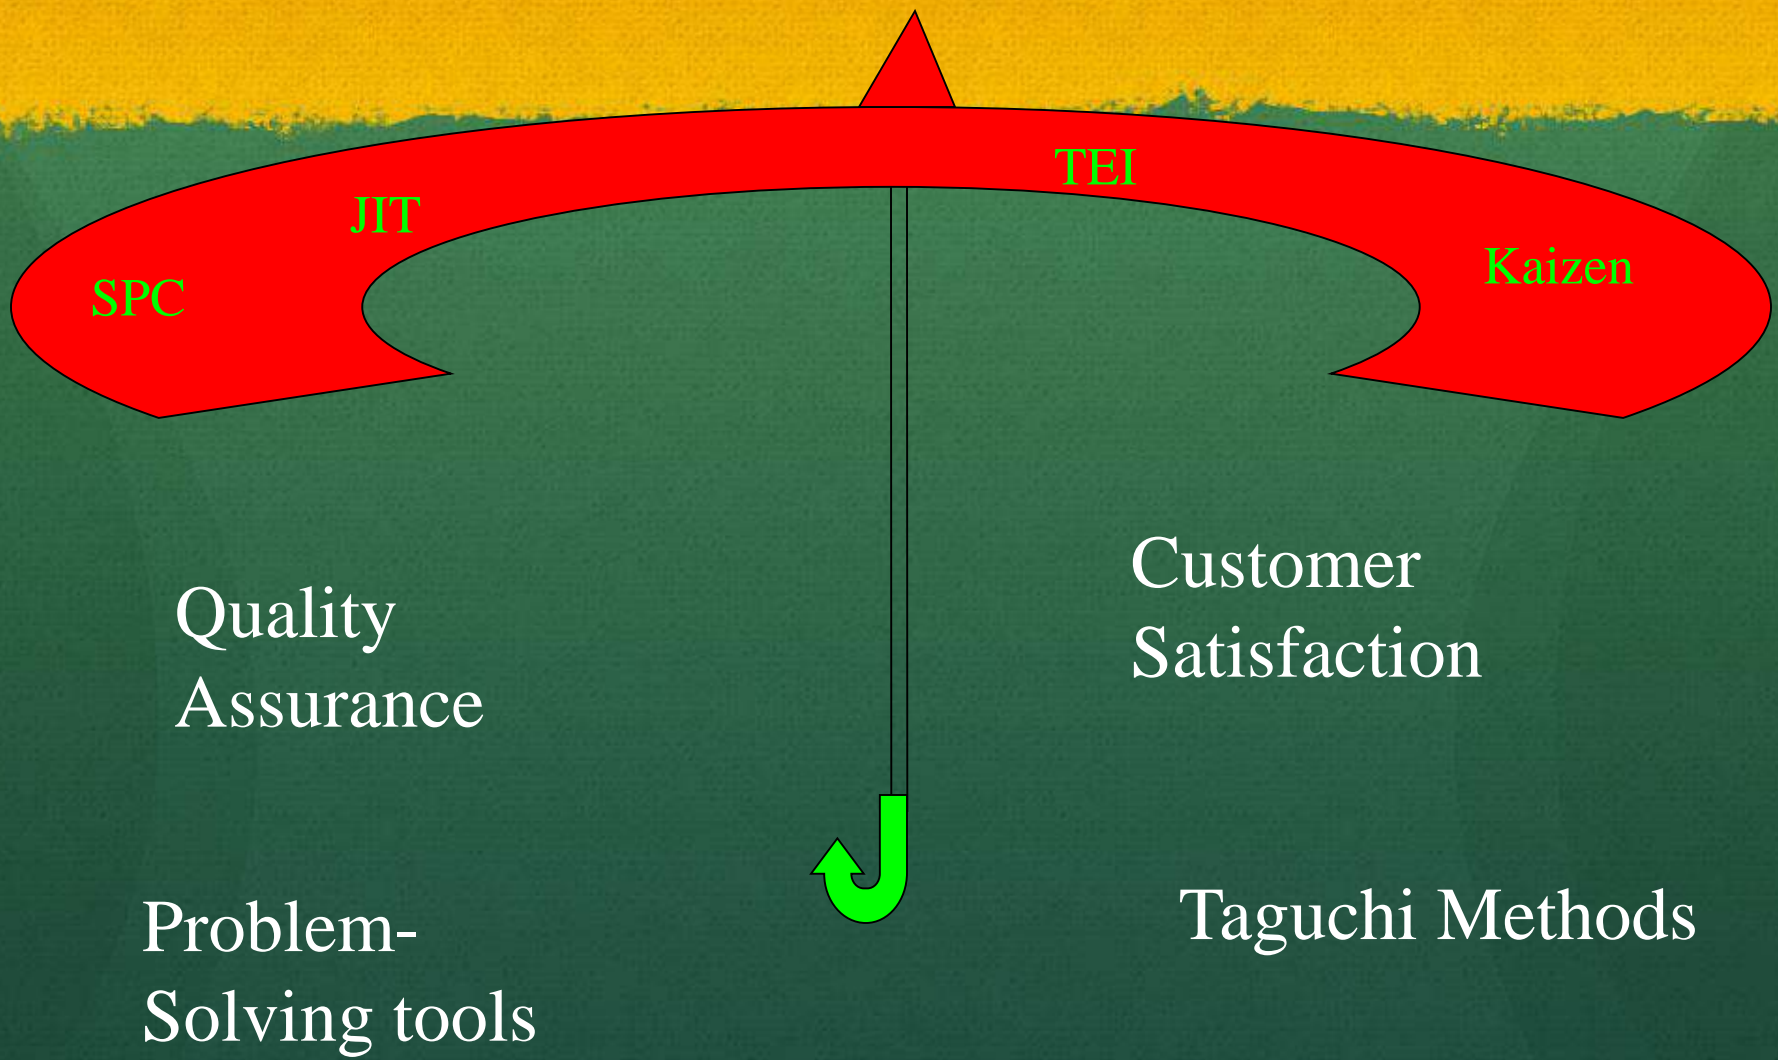 TEI
JIT
Kaizen
SPC
Customer
Satisfaction
Quality
Assurance
Taguchi Methods
Problem-
Solving tools